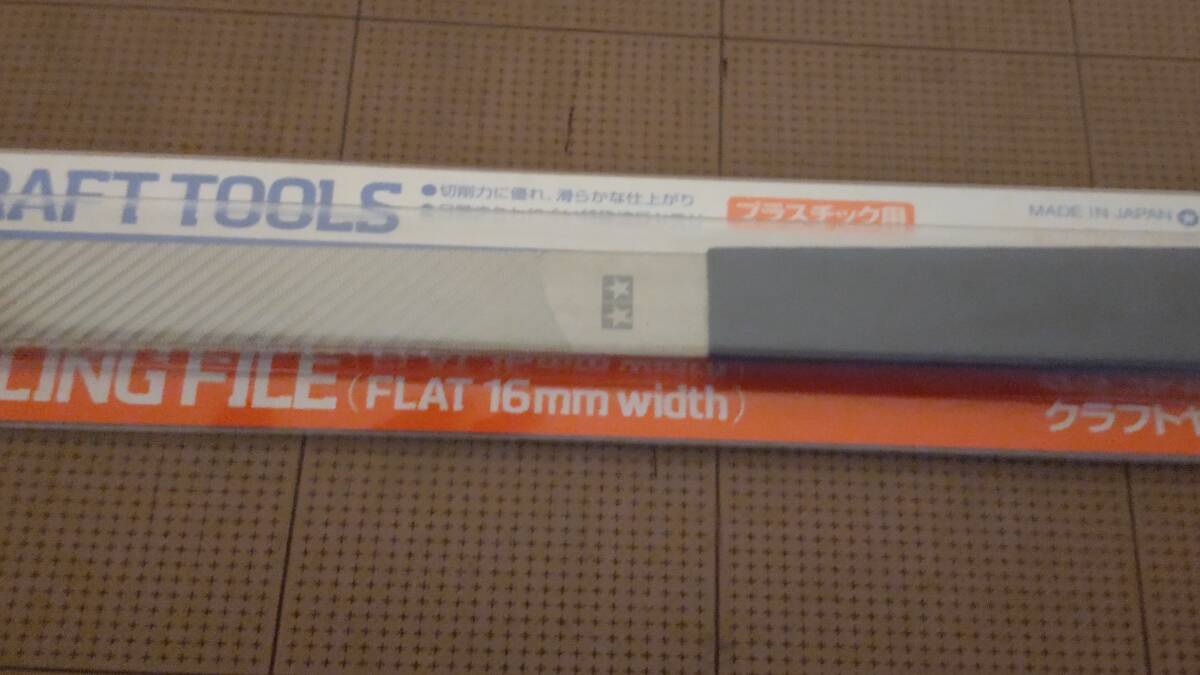 RAFT TOOLS
●切削力に優れ、滑らかな仕上がり
プラスチック用
MADE IN JAPAN
LING FILE (FLAT 16mm width)
クラフトヤ